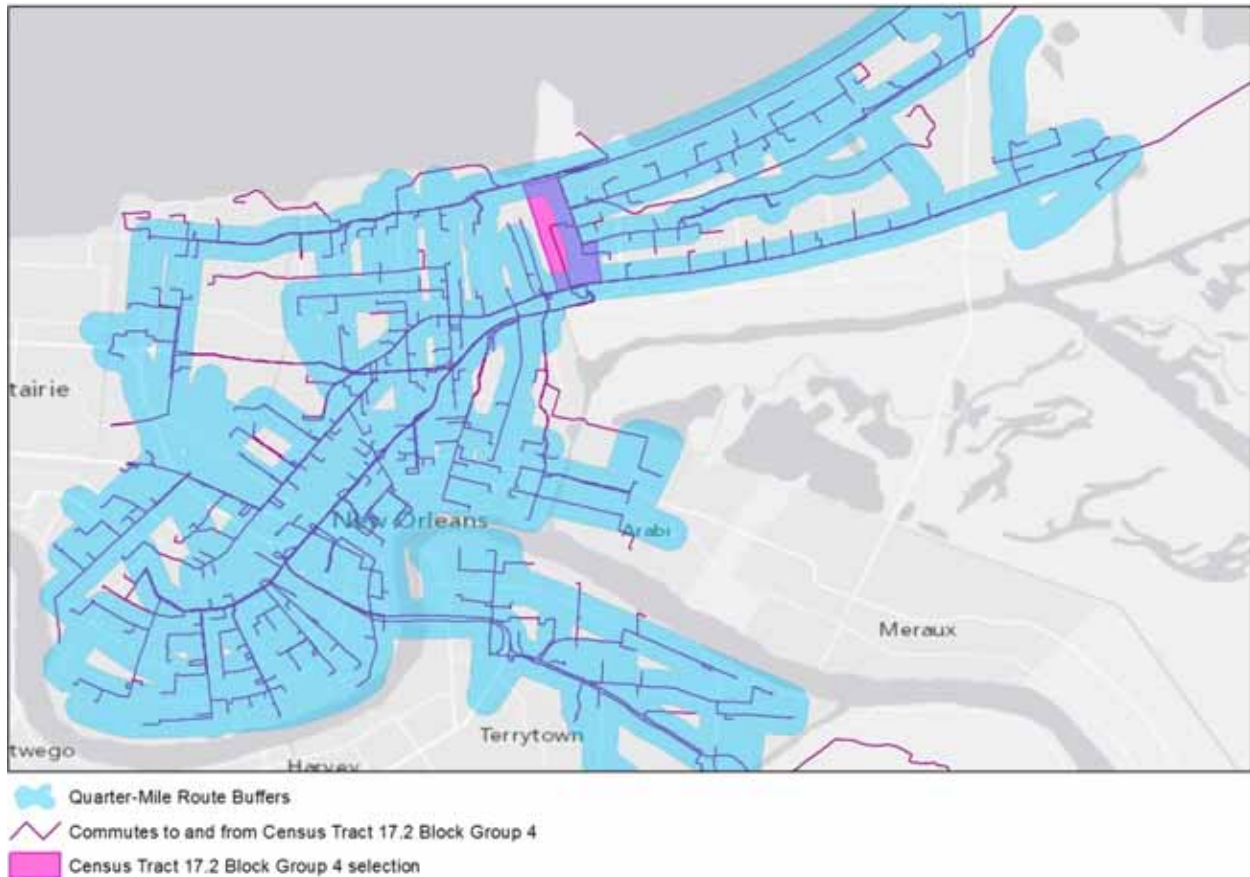 tairie
New Orleans
Arabi
Meraux
Terrytown
twego
Harvey
Quarter-Mile Route Buffers
Commutes to and from Census Tract 17.2 Block Group 4
Census Tract 17.2 Block Group 4 selection